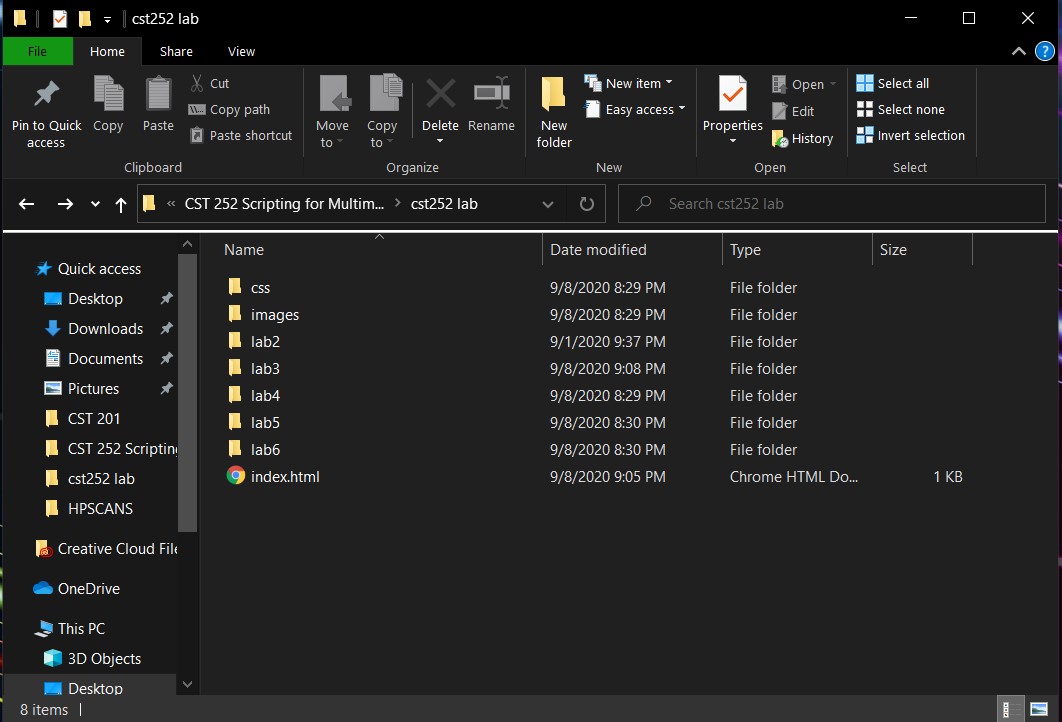 cst252 lab
File Home Share View
Pin to Quick access
Copy
Paste
Cut
Copy path
Paste shortcut
Clipboard
Move to
Copy to
Delete
Rename
Organize
New folder
New item
Easy access
New
Properties
Open
Edit
History
Open
Select all
Select none
Invert selection
Select
« CST 252 Scripting for Multim... > cst252 lab
Search cst252 lab
Quick access
Desktop
Downloads
Documents
Pictures
CST 201
CST 252 Scripting
cst252 lab
HPSCANS
Creative Cloud File
OneDrive
This PC
3D Objects
Desktop
Name Date modified Type Size
css 9/8/2020 8:29 PM File folder
images 9/8/2020 8:29 PM File folder
lab2 9/1/2020 9:37 PM File folder
lab3 9/8/2020 9:08 PM File folder
lab4 9/8/2020 8:29 PM File folder
lab5 9/8/2020 8:30 PM File folder
lab6 9/8/2020 8:30 PM File folder
index.html 9/8/2020 9:05 PM Chrome HTML Do... 1 KB
8 items